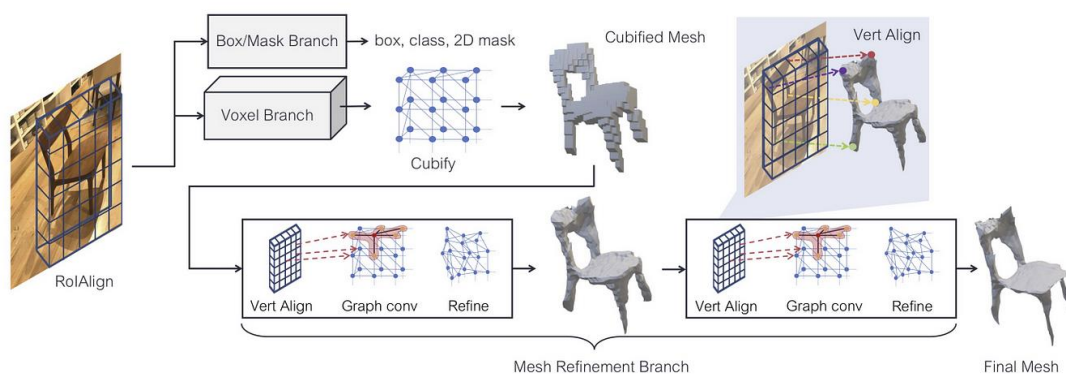 Box/Mask Branch
box, class, 2D mask
Cubified Mesh
Vert Align
Voxel Branch
Cubify
RoIAlign
Vert Align
Graph conv
Refine
Vert Align
Graph conv
Refine
Mesh Refinement Branch
Final Mesh